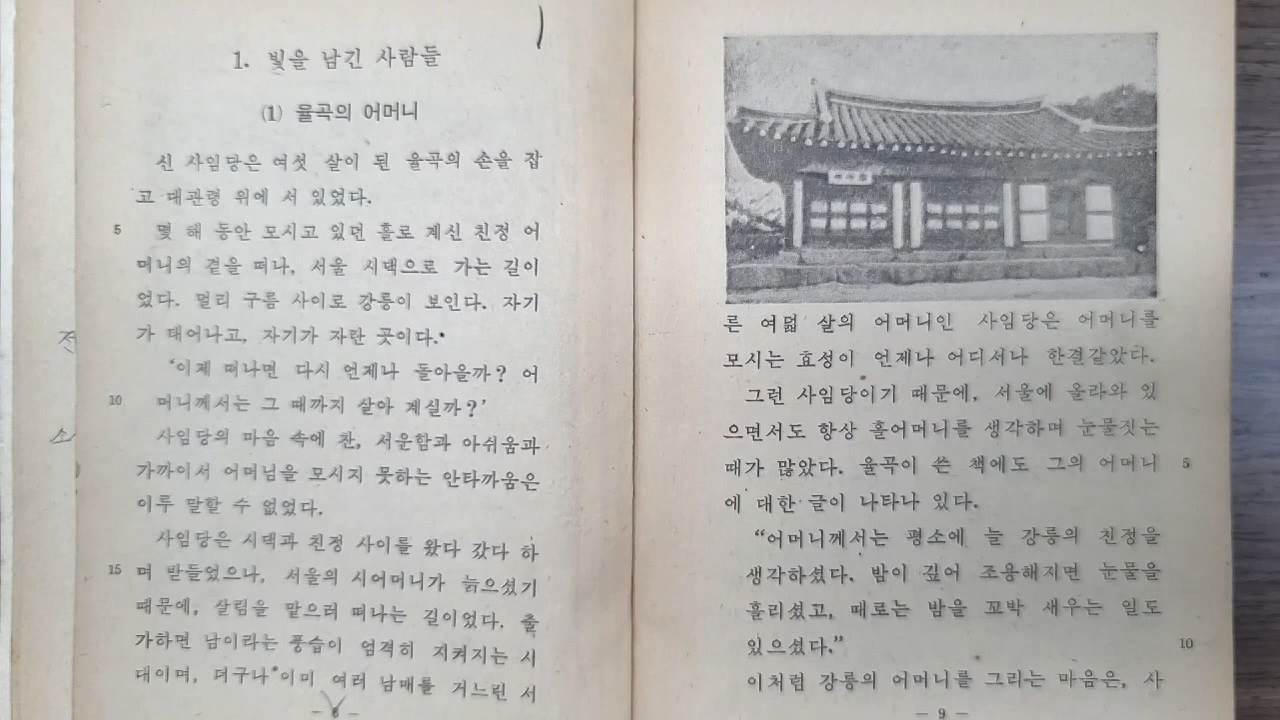 1. 빛을 남긴 사람들
(1) 율곡의 어머니
신 사임당은 여섯 살이 된 율곡의 손을 잡
고 대관령 위에 서 있었다.
5 몇 해 동안 모시고 있던 홀로 계신 친정 어
머니의 곁을 떠나, 서울 시댁으로 가는 길이
었다. 멀리 구름 사이로 강릉이 보인다. 자기
가 태어나고, 자기가 자란 곳이다.
‘이제 떠나면 다시 언제나 돌아올까? 어
10 머니께서는 그 때까지 살아 계실까?’
사임당의 마음 속에 찬, 서운함과 아쉬움과
가까이서 어머님을 모시지 못하는 안타까움은
이루 말할 수 없었다.
사임당은 시댁과 친정 사이를 왔다 갔다 하
15 며 받들었으나, 서울의 시어머니가 늙으셨기
때문에, 살림을 맡으러 떠나는 길이었다. 출
가하면 남이라는 풍습이 엄격히 지켜지는 시
대이며, 더구나 이미 여러 남매를 거느린 서
— 8 —
른 여덟 살의 어머니인 사임당은 어머니를
모시는 효성이 언제나 어디서나 한결같았다.
그런 사임당이기 때문에, 서울에 올라와 있
으면서도 항상 홀어머니를 생각하며 눈물짓는
때가 많았다. 율곡이 쓴 책에도 그의 어머니 5
에 대한 글이 나타나 있다.
“어머니께서는 평소에 늘 강릉의 친정을
생각하셨다. 밤이 깊어 조용해지면 눈물을
흘리셨고, 때로는 밤을 꼬박 새우는 일도
있으셨다.” 10
이처럼 강릉의 어머니를 그리는 마음은, 사
— 9 —